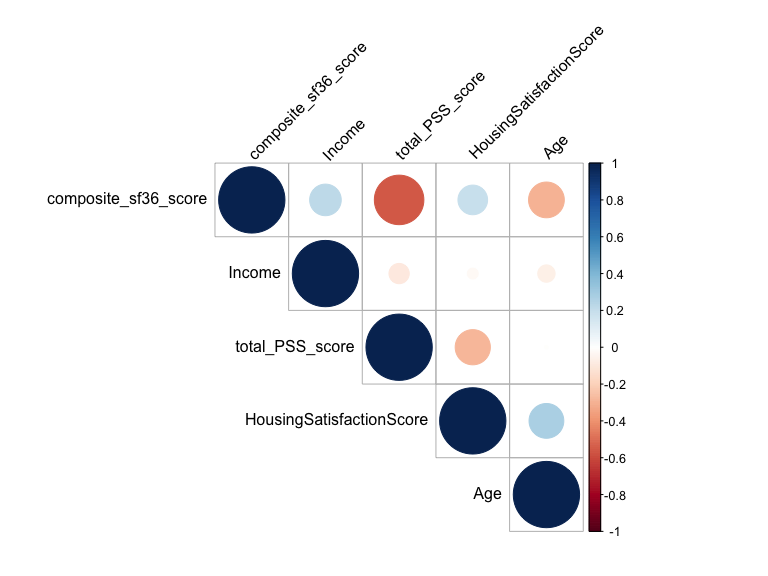 composite_sf36_score
Income
total_PSS_score
HousingSatisfactionScore
Age
composite_sf36_score
Income
total_PSS_score
HousingSatisfactionScore
Age
1
0.8
0.6
0.4
0.2
0
-0.2
-0.4
-0.6
-0.8
-1